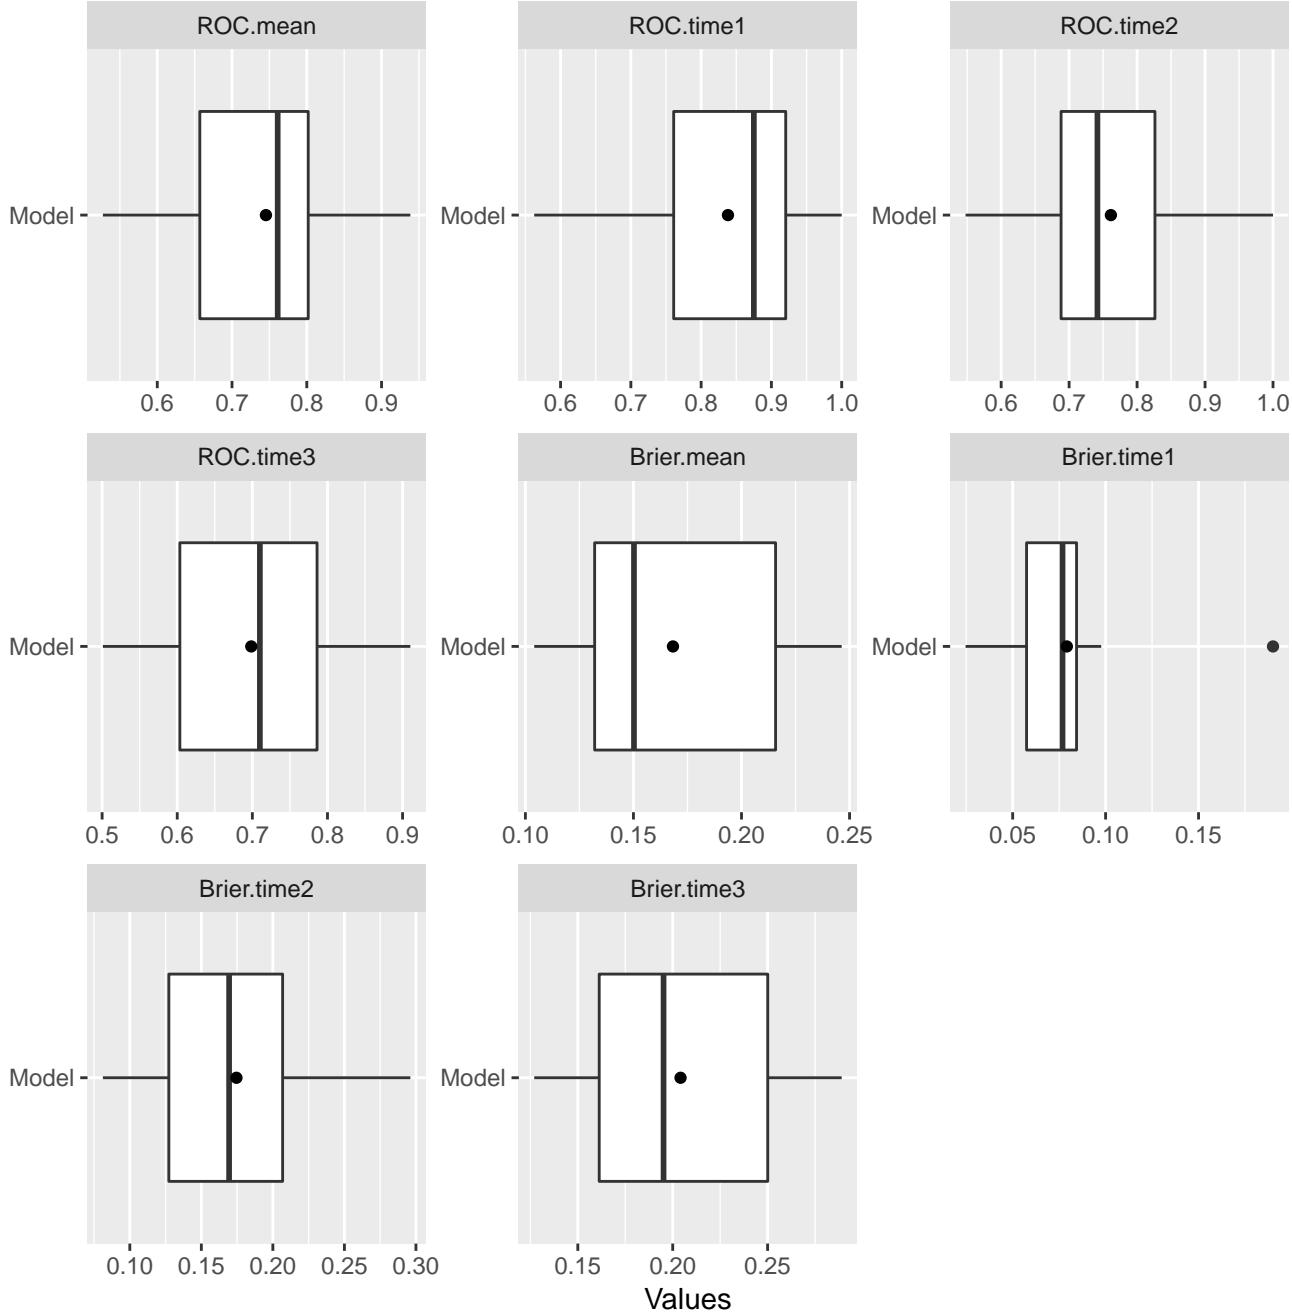 ROC.mean ROC.time1 ROC.time2
Model Model Model
0.6 0.7 0.8 0.9 0.6 0.7 0.8 0.9 1.0 0.6 0.7 0.8 0.9 1.0
ROC.time3 Brier.mean Brier.time1
Model Model Model
0.5 0.6 0.7 0.8 0.9 0.10 0.15 0.20 0.25 0.05 0.10 0.15
Brier.time2 Brier.time3
Model Model
0.10 0.15 0.20 0.25 0.30 0.15 0.20 0.25
Values